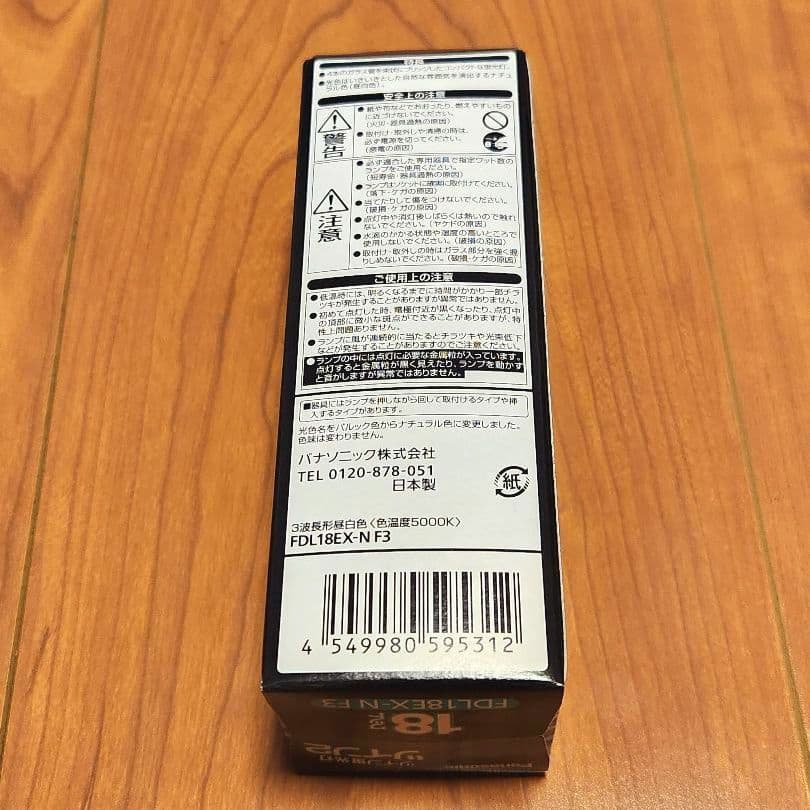 特長
●4本のガラス管を束状にブリッジしたコンパクトな蛍光灯。
●光色はいきいきとした自然な雰囲気を演出するナチュ
ラル色(昼白色)。
安全上の注意
警告
●紙や布などでおおったり、燃えやすいもの
に近づけないでください。
(火災・器具過熱の原因)
●取付け・取外しや清掃の時は、
必ず電源を切ってください。
(感電の原因)
注意
●必ず適合した専用器具で指定ワット数の
ランプをご使用ください。
(短寿命・器具過熱の原因)
●ランプはソケットに確実に取付けてください。
(落下・ケガの原因)
●当てたりして傷をつけないでください。
(破損・ケガの原因)
●点灯中や消灯後しばらくは熱いので触れ
ないでください。(ヤケドの原因)
●水滴のかかる状態や湿度の高いところで
使用しないでください。(破損の原因)
●取付け・取外しの時はガラス部分を強く握
りしめないでください。(破損・ケガの原因)
ご使用上の注意
●低温時には、明るくなるまでに時間がかかり一部チラ
ツキが発生することがありますが異常ではありません。
●初めて点灯した時、電極付近が黒くなったり、点灯中
の頂部に微小な斑点ができることがありますが、特
性上問題ありません。
●ランプに風が連続的に当たるとチラツキや光束低下
などが発生することがありますのでご注意ください。
●ランプの中には点灯に必要な金属粒が入っています。
点灯すると金属粒が黒く見えたり、ランプを動かす
と音がしますが異常ではありません。
■器具にはランプを押しながら回して取付けるタイプや挿
入するタイプがあります。
光色名をパルック色からナチュラル色に変更しました。
色味は変わりません。
パナソニック株式会社
TEL 0120-878-051
日本製
紙
3波長形昼白色〈色温度5000K〉
FDL18EX-N F3
4 549980 595312
FDL18EX-N F3
18
ツイン蛍光灯
ツイン2
Panasonic